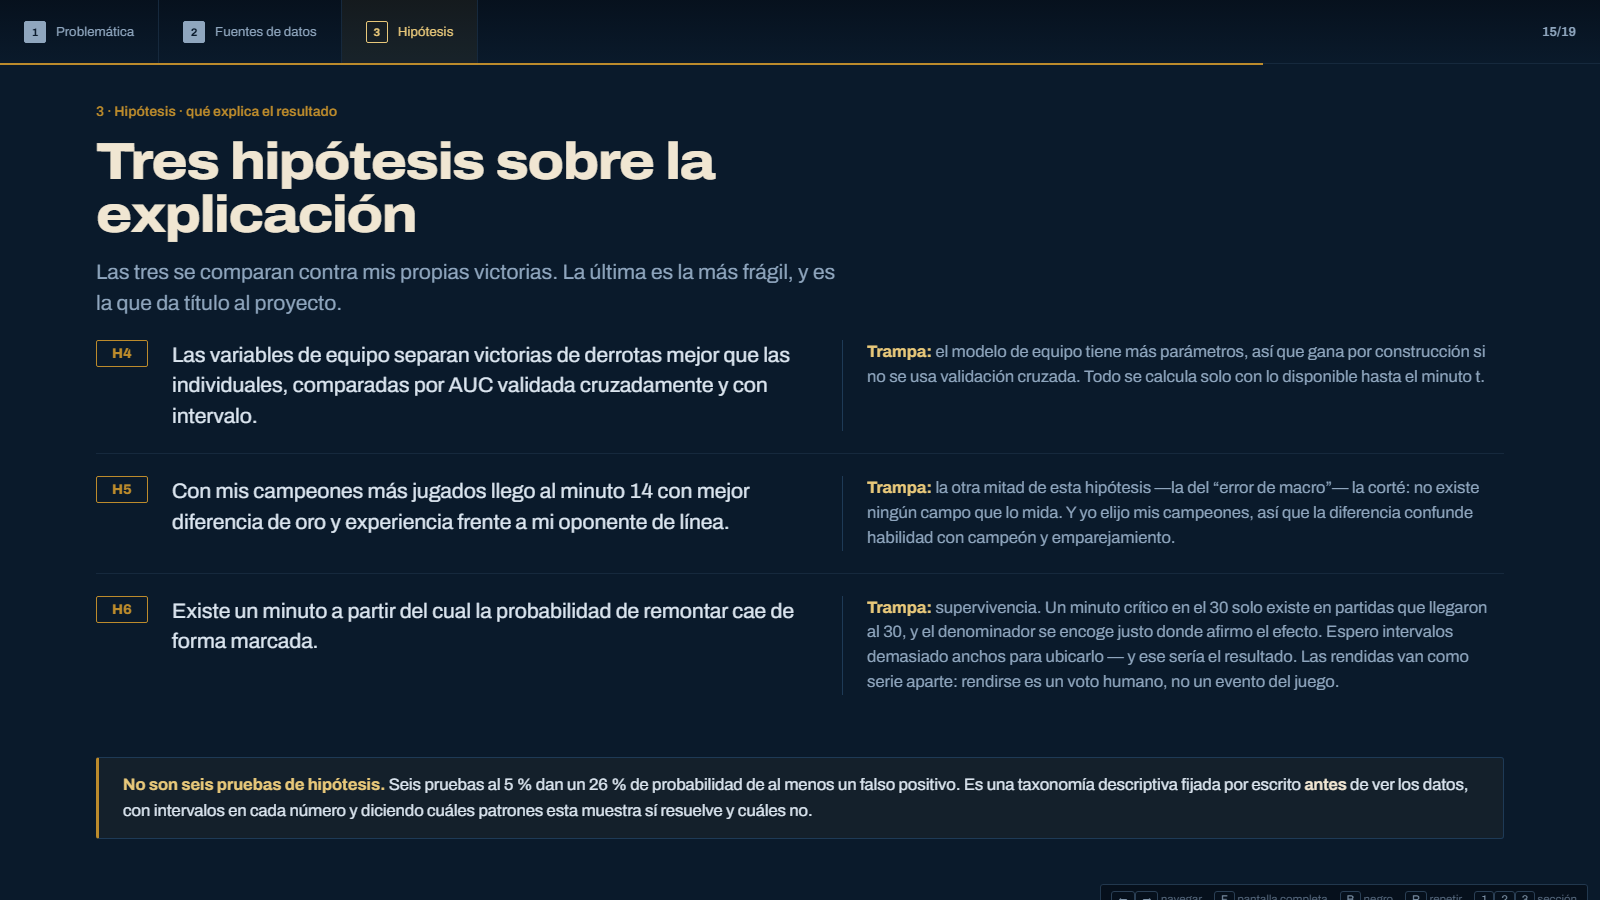 1 Problemática
2 Fuentes de datos
3 Hipótesis
15/19
3 · Hipótesis · qué explica el resultado
Tres hipótesis sobre la
explicación
Las tres se comparan contra mis propias victorias. La última es la más frágil, y es
la que da título al proyecto.
H4
Las variables de equipo separan victorias de derrotas mejor que las
individuales, comparadas por AUC validada cruzadamente y con
intervalo.
Trampa: el modelo de equipo tiene más parámetros, así que gana por construcción si
no se usa validación cruzada. Todo se calcula solo con lo disponible hasta el minuto t.
H5
Con mis campeones más jugados llego al minuto 14 con mejor
diferencia de oro y experiencia frente a mi oponente de línea.
Trampa: la otra mitad de esta hipótesis —la del “error de macro”— la corté: no existe
ningún campo que lo mida. Y yo elijo mis campeones, así que la diferencia confunde
habilidad con campeón y emparejamiento.
H6
Existe un minuto a partir del cual la probabilidad de remontar cae de
forma marcada.
Trampa: supervivencia. Un minuto crítico en el 30 solo existe en partidas que llegaron
al 30, y el denominador se encoge justo donde afirmo el efecto. Espero intervalos
demasiado anchos para ubicarlo — y ese sería el resultado. Las rendidas van como
serie aparte: rendirse es un voto humano, no un evento del juego.
No son seis pruebas de hipótesis. Seis pruebas al 5 % dan un 26 % de probabilidad de al menos un falso positivo. Es una taxonomía descriptiva fijada por escrito antes de ver los datos,
con intervalos en cada número y diciendo cuáles patrones esta muestra sí resuelve y cuáles no.
← → navegar F pantalla completa B negro R repetir 1 2 3 sección